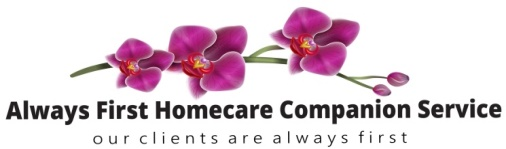 Always First Homecare Companion Service
our clients are always first